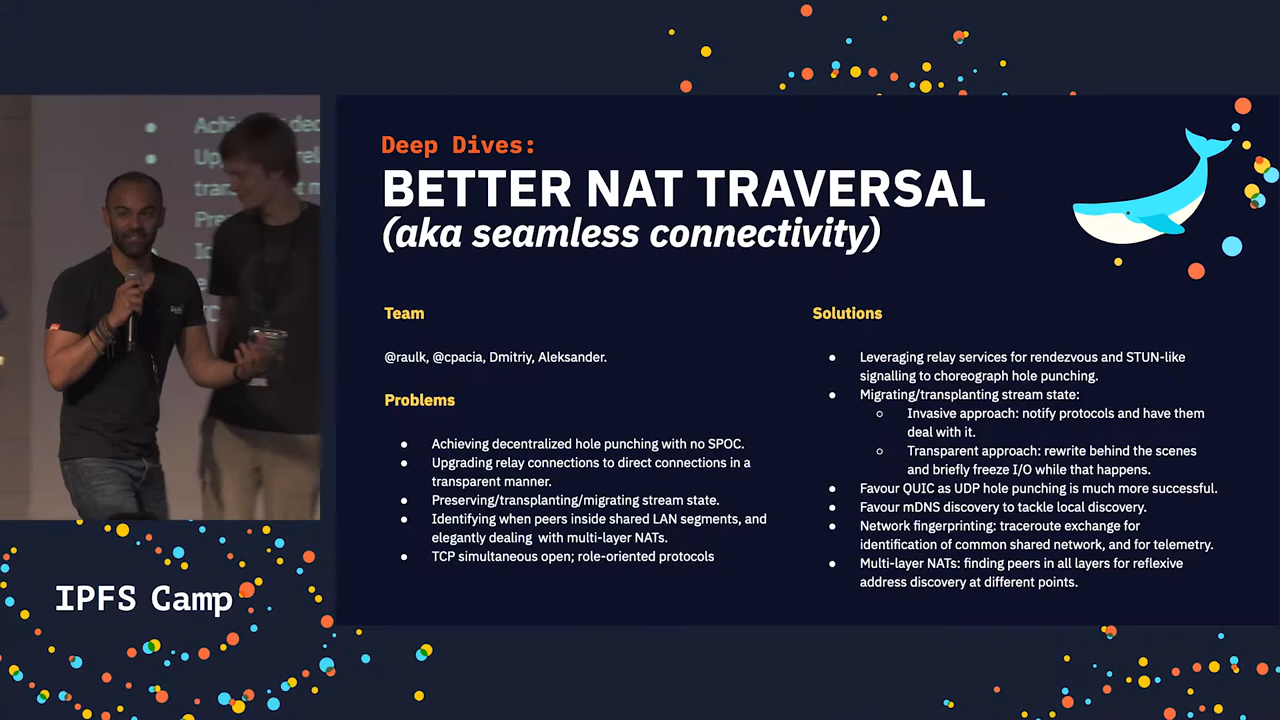 Deep Dives:
BETTER NAT TRAVERSAL
(aka seamless connectivity)
Team
@raulk, @cpacia, Dmitriy, Aleksander.
Problems
● Achieving decentralized hole punching with no SPOC.
● Upgrading relay connections to direct connections in a
transparent manner.
● Preserving/transplanting/migrating stream state.
● Identifying when peers inside shared LAN segments, and
elegantly dealing with multi-layer NATs.
● TCP simultaneous open; role-oriented protocols
Solutions
● Leveraging relay services for rendezvous and STUN-like
signalling to choreograph hole punching.
● Migrating/transplanting stream state:
○ Invasive approach: notify protocols and have them
deal with it.
○ Transparent approach: rewrite behind the scenes
and briefly freeze I/O while that happens.
● Favour QUIC as UDP hole punching is much more successful.
● Favour mDNS discovery to tackle local discovery.
● Network fingerprinting: traceroute exchange for
identification of common shared network, and for telemetry.
● Multi-layer NATs: finding peers in all layers for reflexive
address discovery at different points.
IPFS Camp